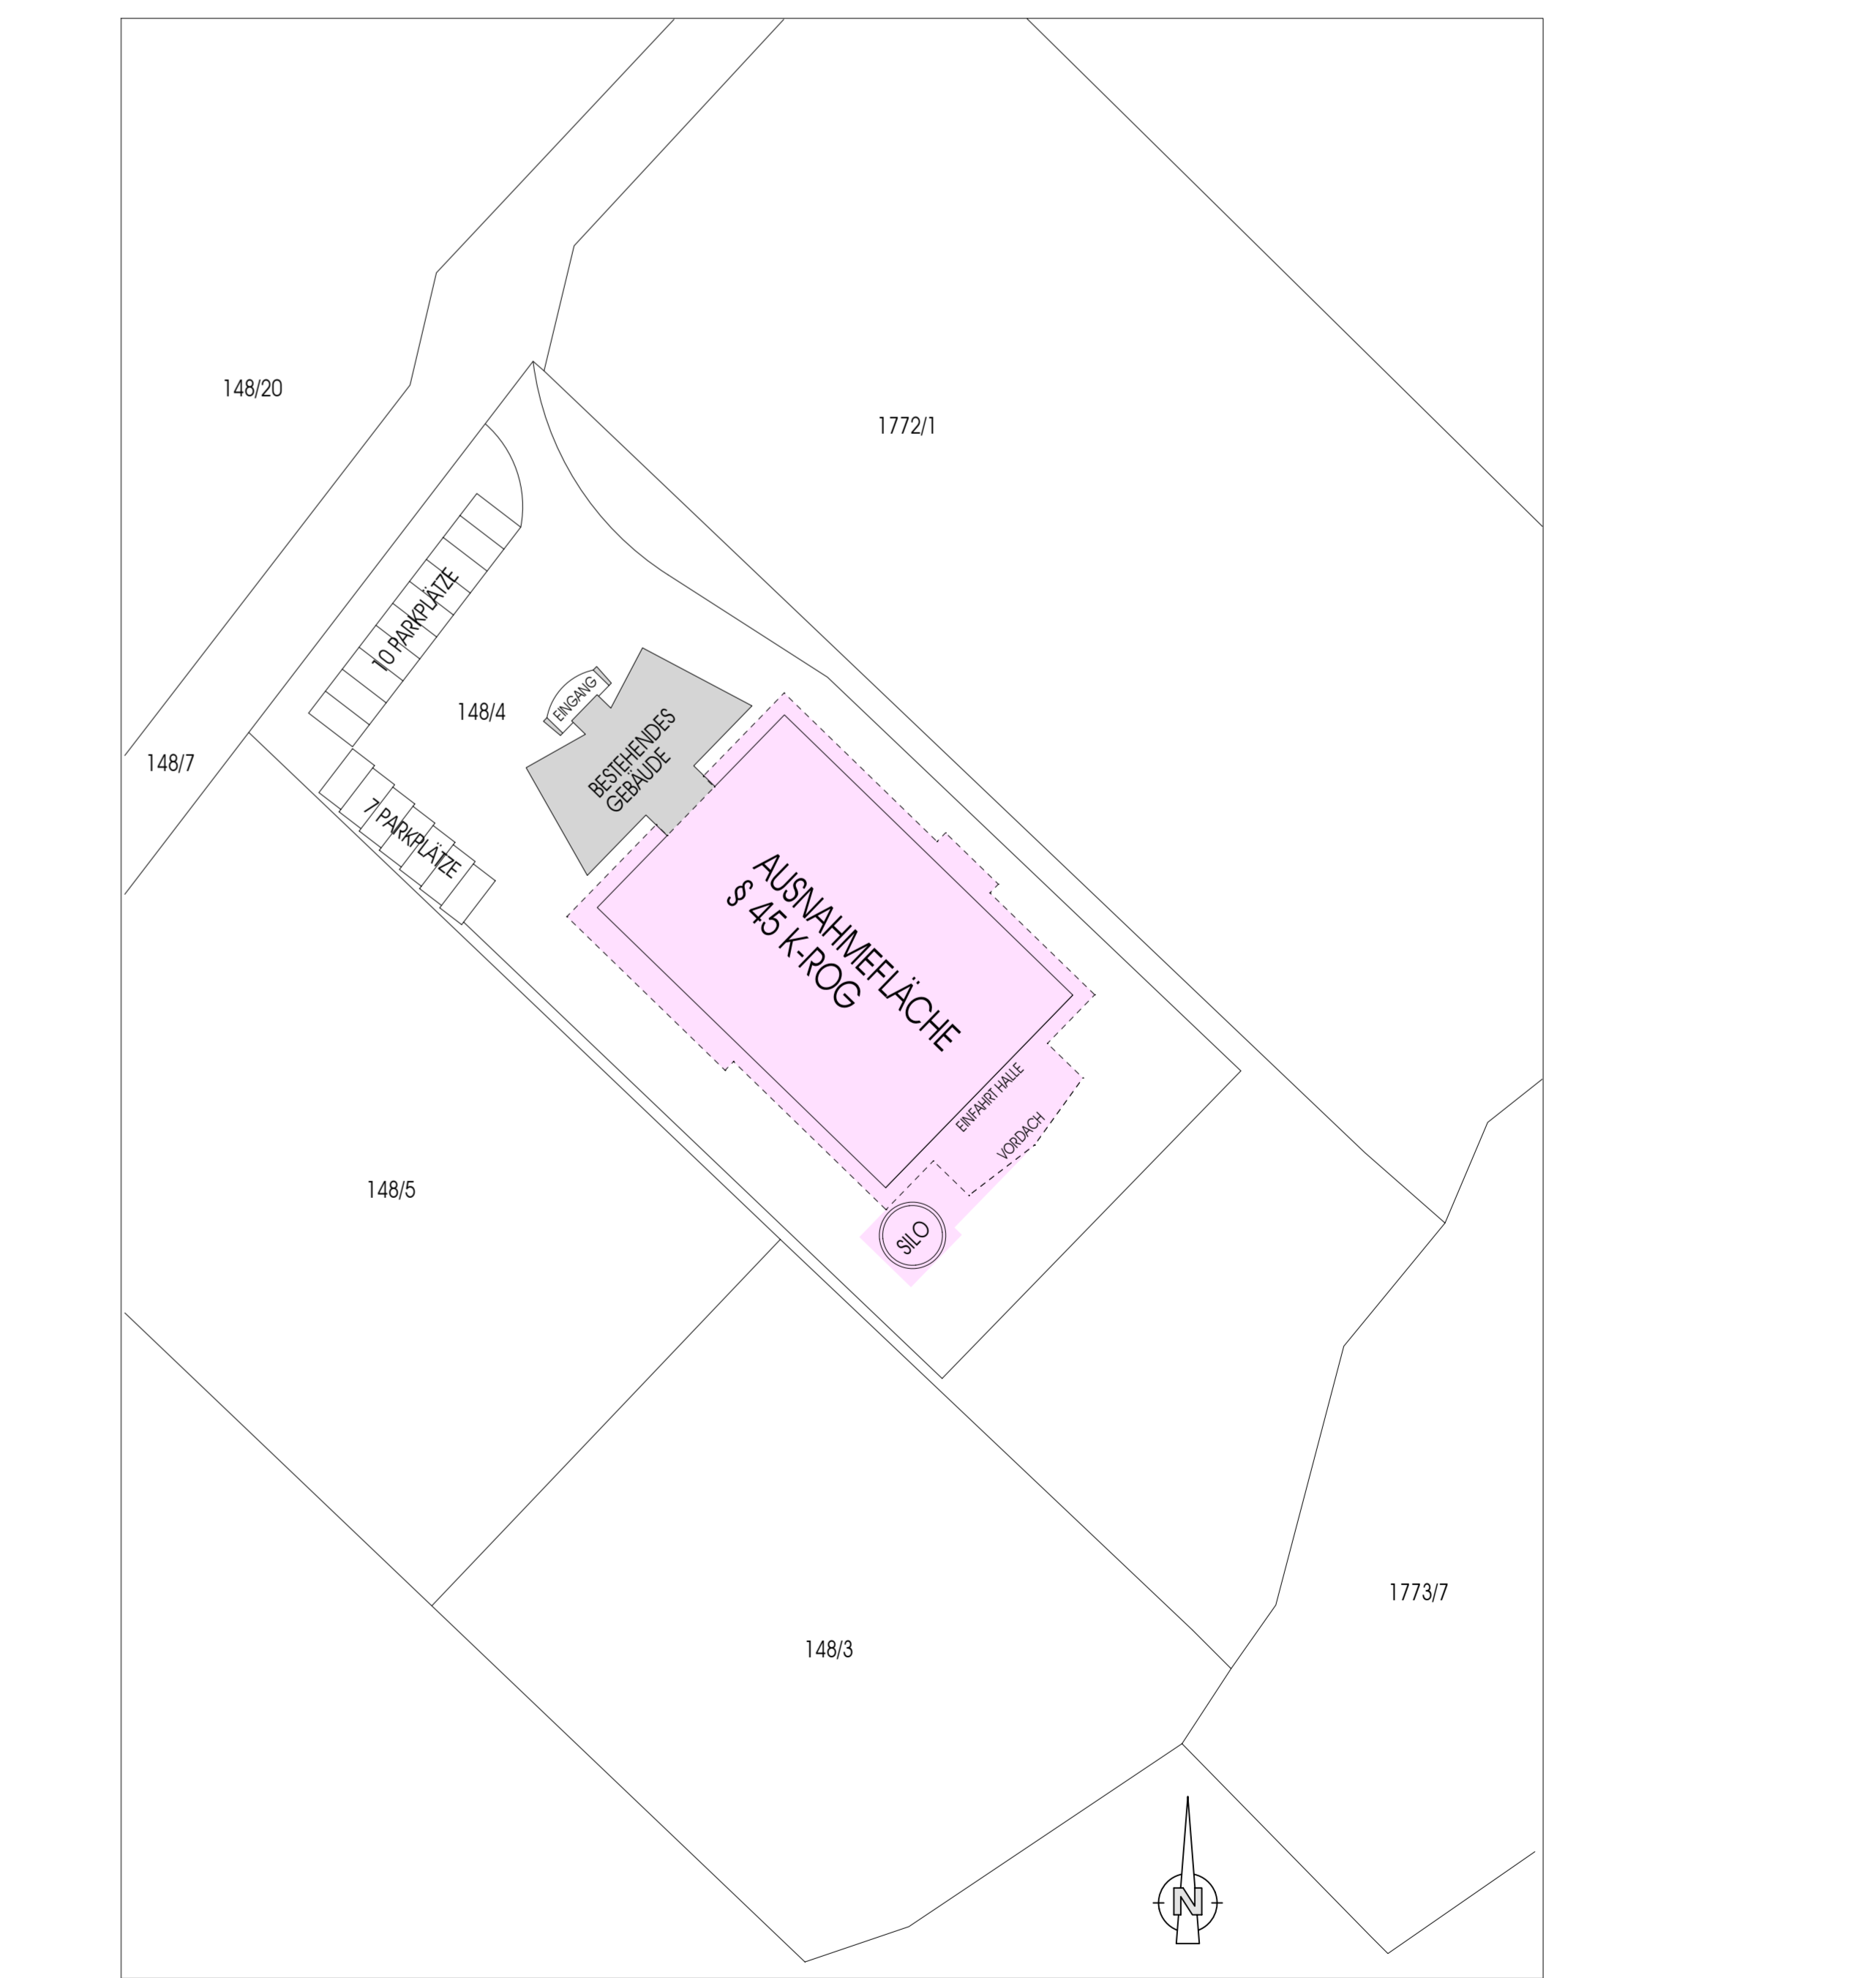 148/20
1772/1
10 PARKPLÄTZE
148/4
EINGANG
148/7
BESTEHENDES
GEBÄUDE
7 PARKPLÄTZE
AUSNAHMEFLÄCHE
§ 45 K-ROG
EINFAHRT HALLE
VORDACH
148/5
SILO
1773/7
148/3
N